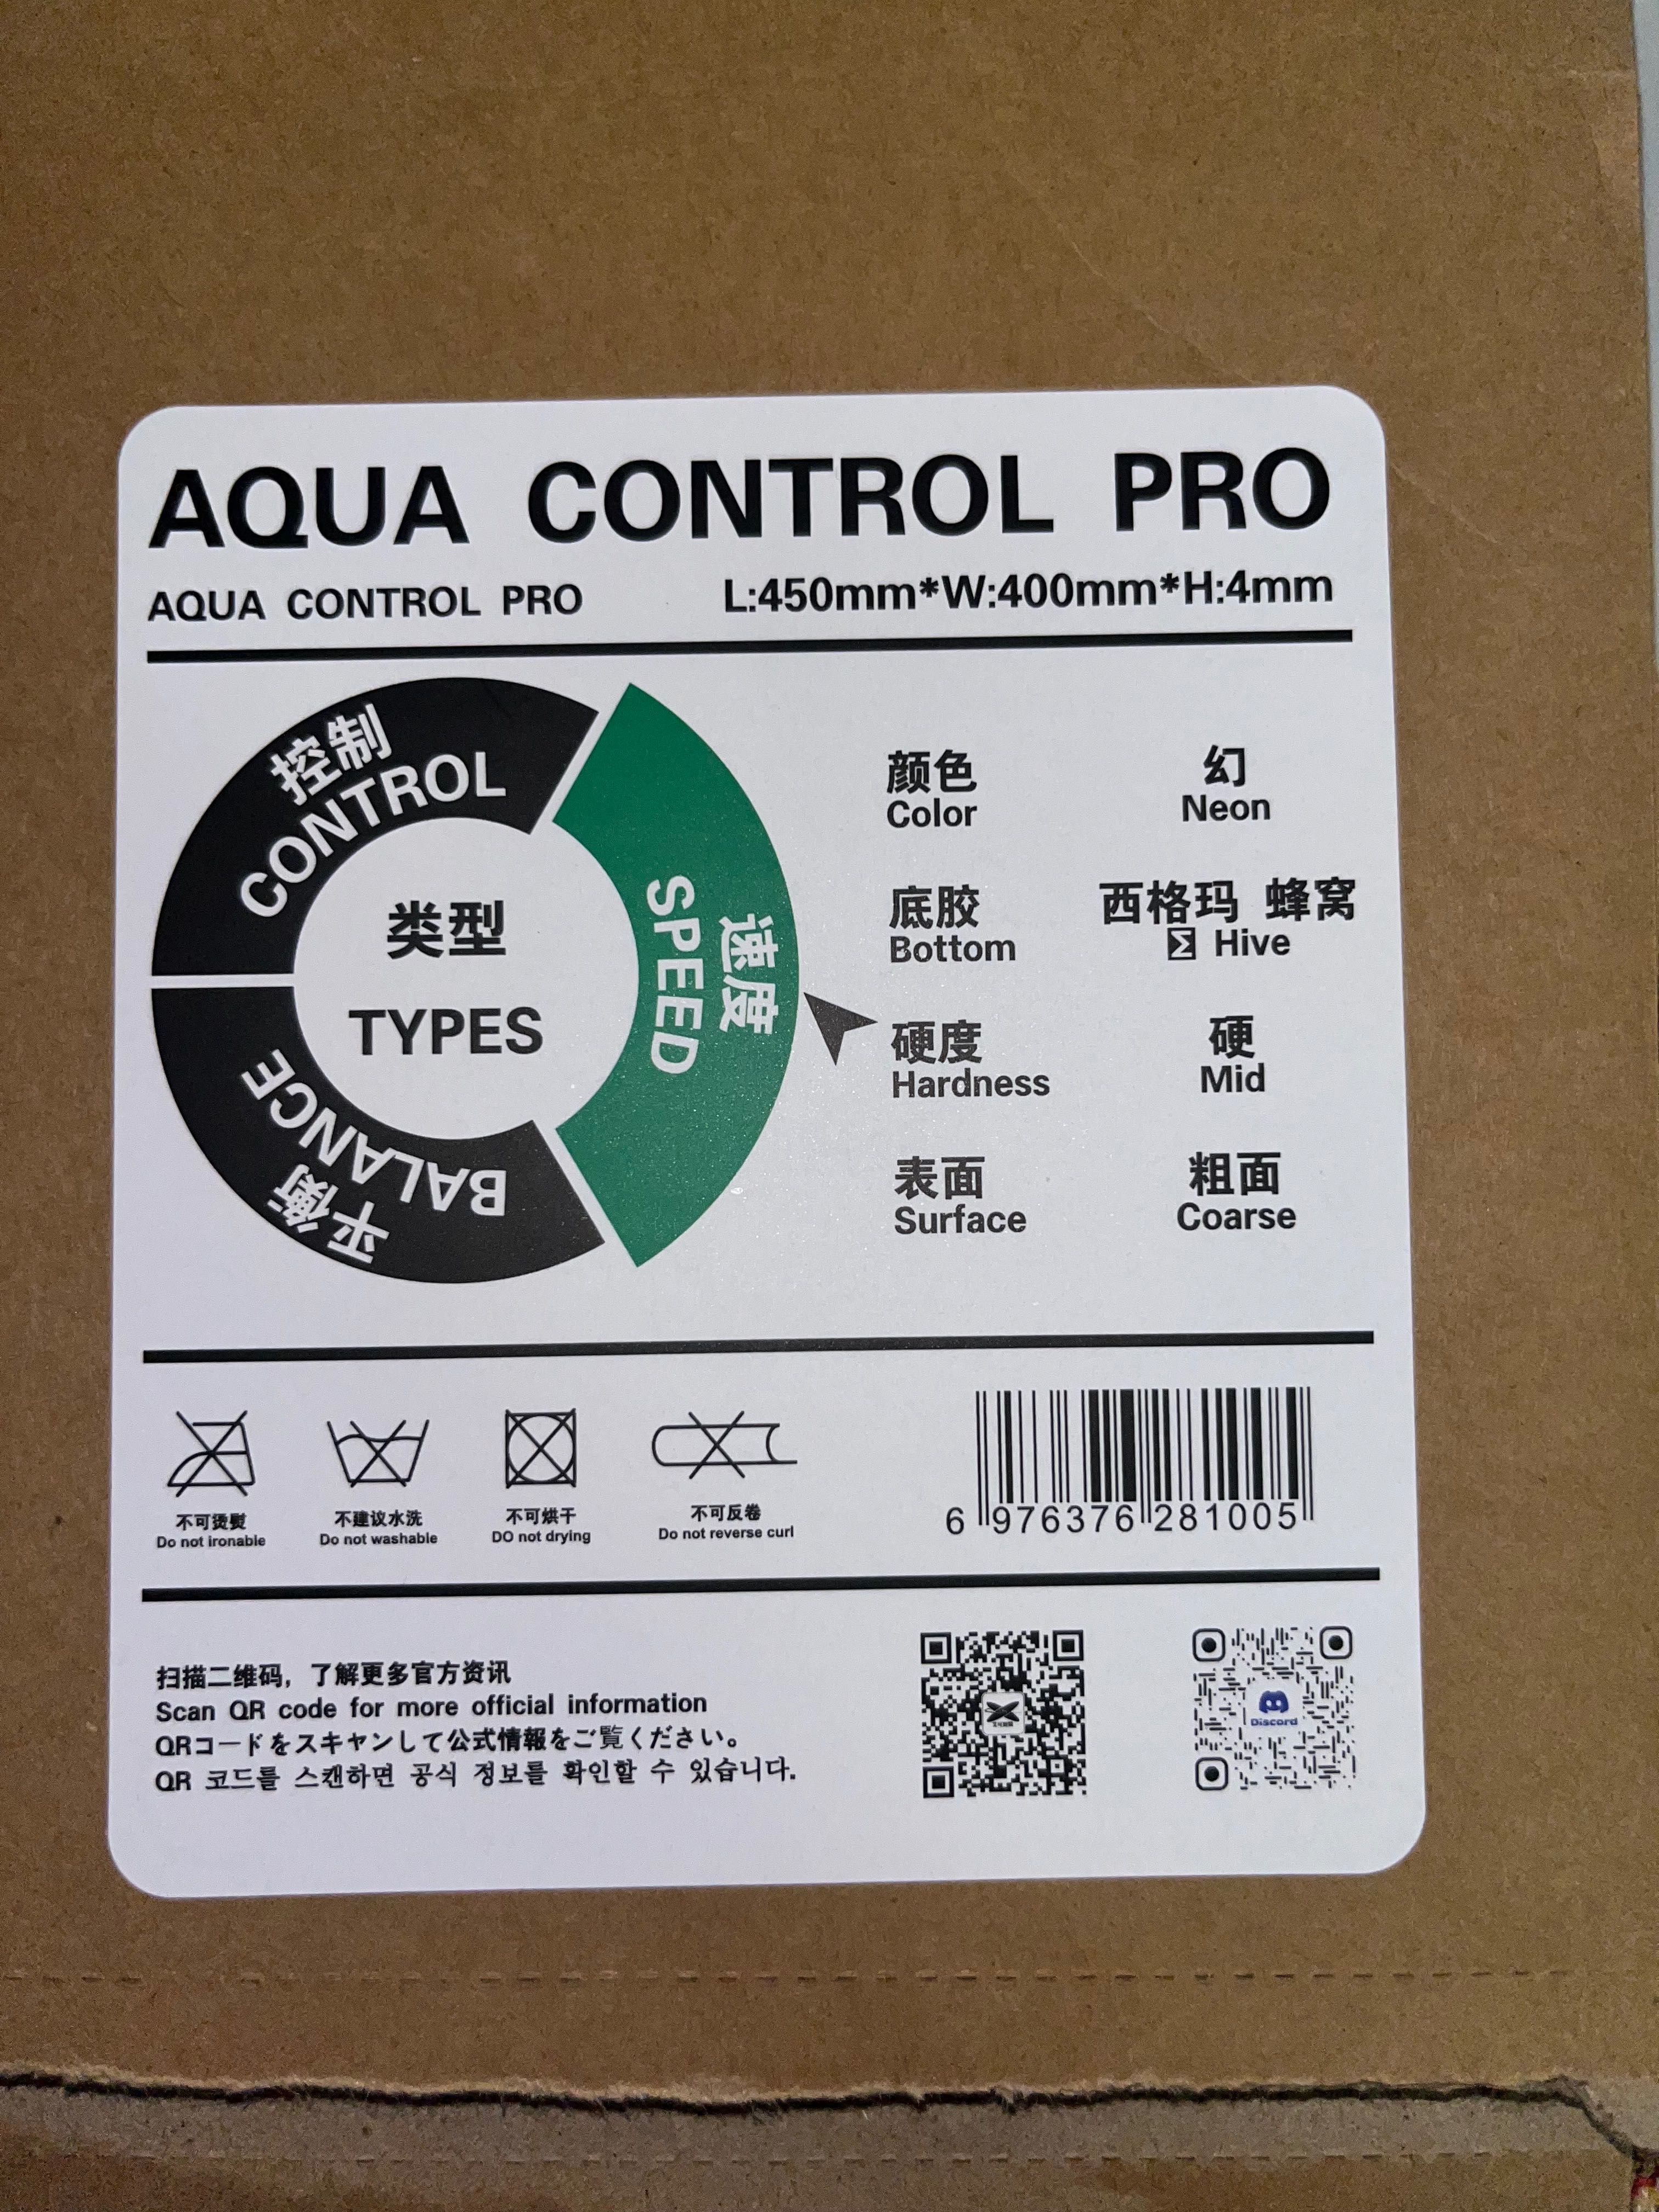 AQUA CONTROL PRO
AQUA CONTROL PRO L:450mm*W:400mm*H:4mm
控制
CONTROL
速度
SPEED
平衡
BALANCE
类型
TYPES
颜色 幻
Color Neon
底胶 西格玛 蜂窝
Bottom Σ Hive
硬度 硬
Hardness Mid
表面 粗面
Surface Coarse
不可烫熨 不建议水洗 不可烘干 不可反卷
Do not ironable Do not washable DO not drying Do not reverse curl
6 976376 281005
扫描二维码，了解更多官方资讯
Scan QR code for more official information
QRコードをスキャンして公式情報をご覧ください。
QR 코드를 스캔하면 공식 정보를 확인할 수 있습니다.
Discord